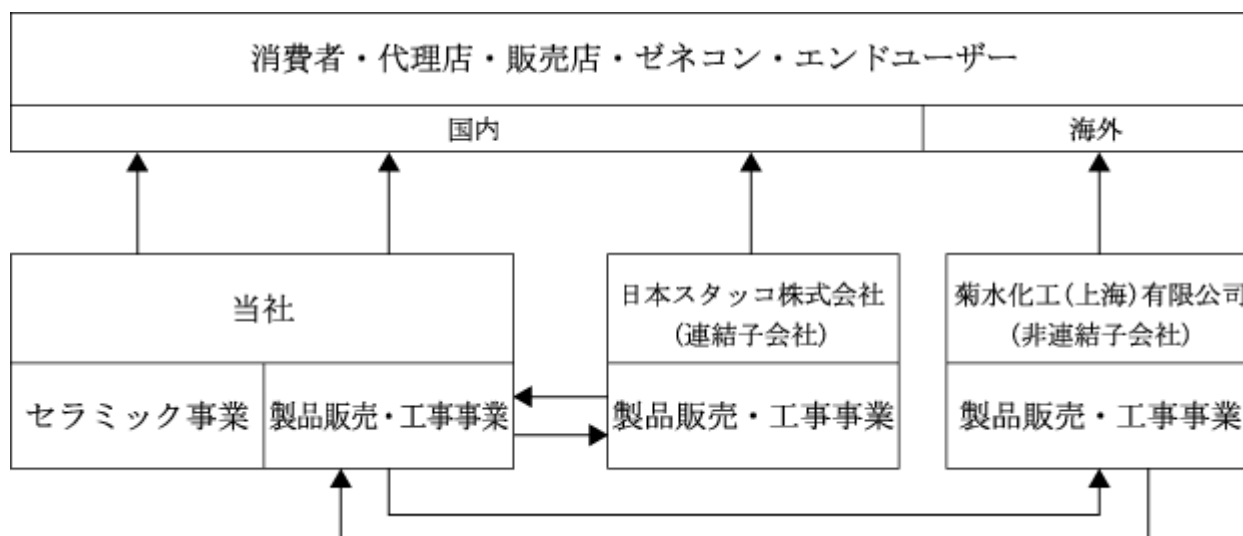 消費者・代理店・販売店・ゼネコン・エンドユーザー
国内
海外
当社
セラミック事業
製品販売・工事事業
日本スタッコ株式会社
(連結子会社)
製品販売・工事事業
菊水化工(上海)有限公司
(非連結子会社)
製品販売・工事事業